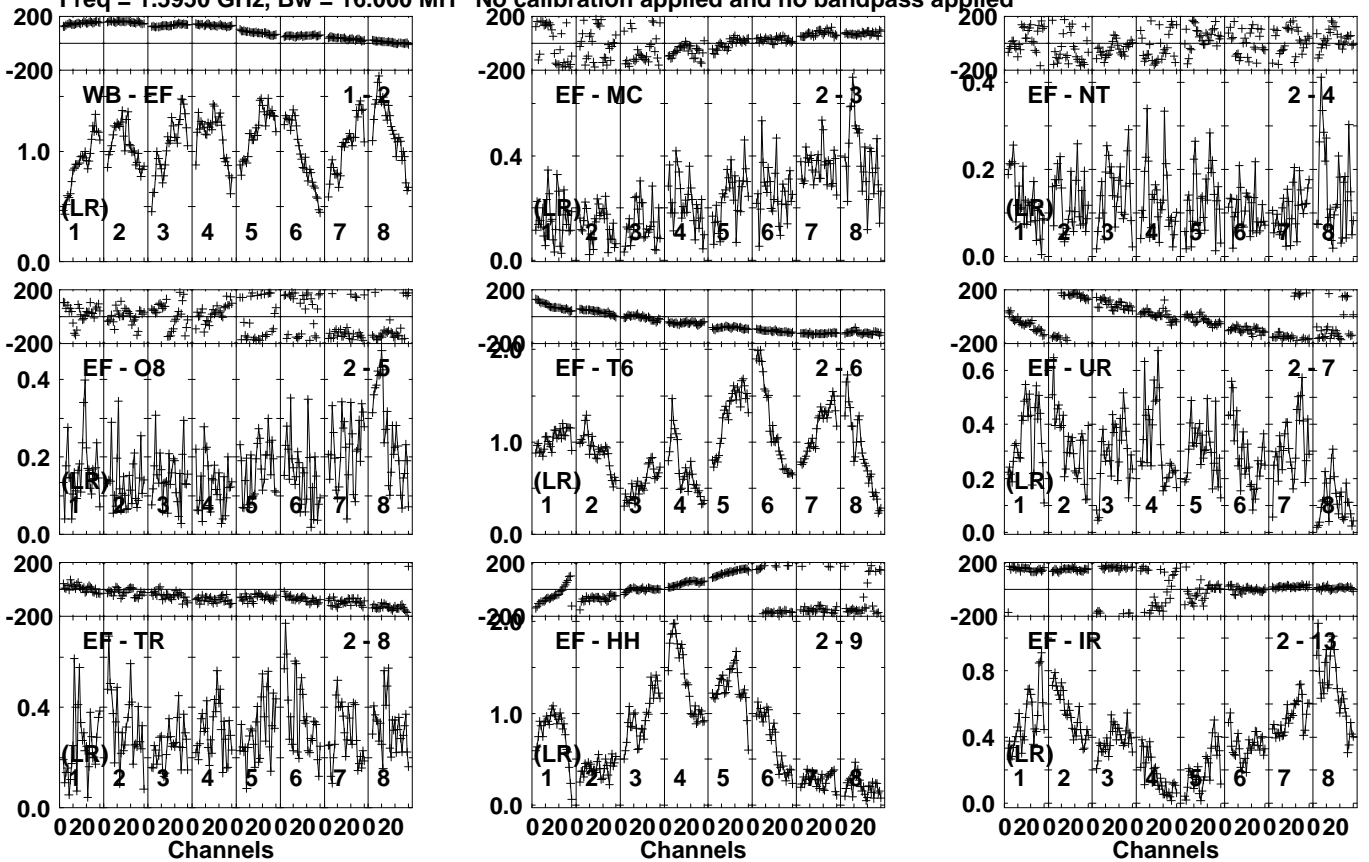 Freq = 1.5950 GHz, Bw = 16.000 MH No calibration applied and no bandpass applied
200
-200
WB - EF 1 - 2
1.0
(LR)
1 2 3 4 5 6 7 8
0.0
200
-200
EF - MC 2 - 3
0.4
(LR)
1 2 3 4 5 6 7 8
0.0
200
-200
0.4
EF - NT 2 - 4
0.2
(LR)
1 2 3 4 5 6 7 8
0.0
200
-200
EF - O8 2 - 5
0.4
0.2
(LR)
1 2 3 4 5 6 7 8
0.0
200
-200
2.0
EF - T6 2 - 6
1.0
(LR)
1 2 3 4 5 6 7 8
0.0
200
-200
EF - UR 2 - 7
0.6
0.4
0.2
(LR)
1 2 3 4 5 6 7 8
0.0
200
-200
EF - TR 2 - 8
0.4
(LR)
1 2 3 4 5 6 7 8
0.0
200
-200
2.0
EF - HH 2 - 9
1.0
(LR)
1 2 3 4 5 6 7 8
0.0
200
-200
EF - IR 2 - 13
0.8
0.4
(LR)
1 2 3 4 5 6 7 8
0.0
0 20 0 20 0 20 0 20 0 20 0 20 0 20 0 20
Channels
0 20 0 20 0 20 0 20 0 20 0 20 0 20 0 20
Channels
0 20 0 20 0 20 0 20 0 20 0 20 0 20 0 20
Channels